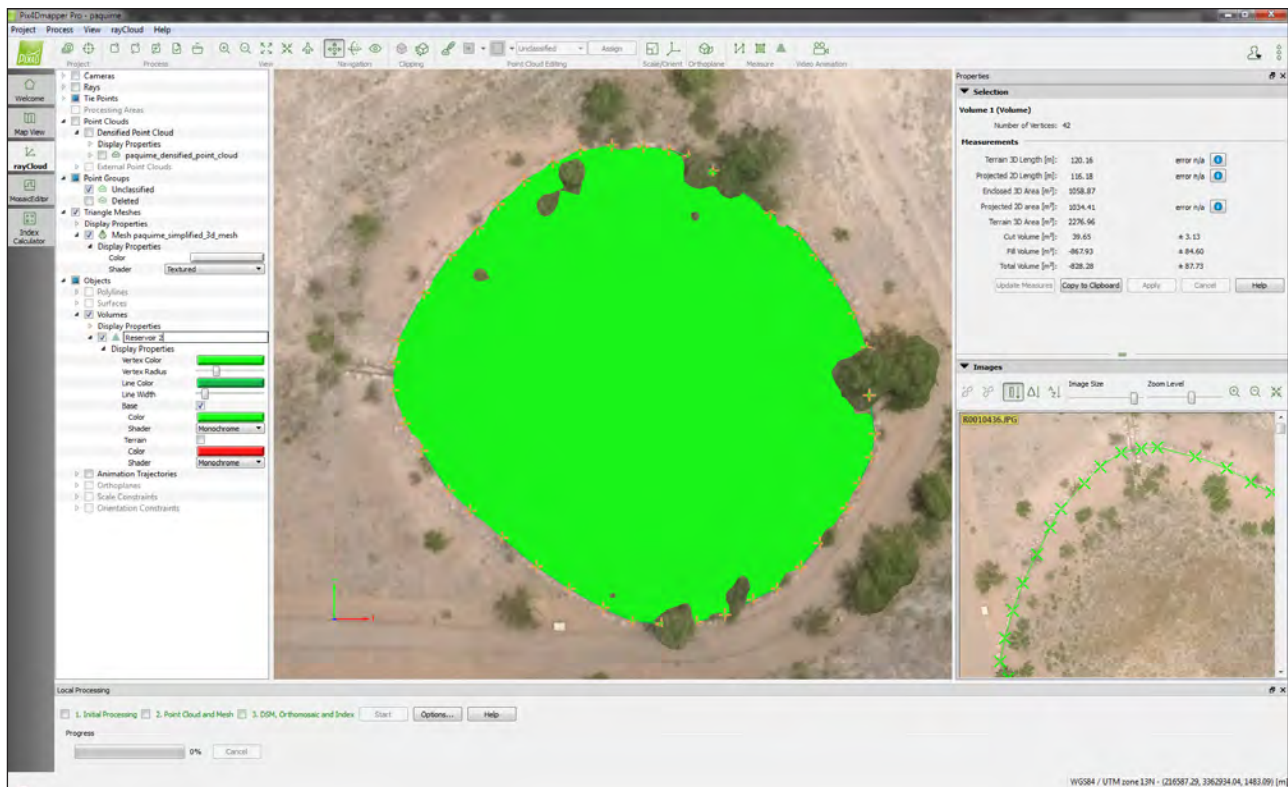 Pix4Dmapper Pro - paquime
Project Process View rayCloud Help
Unclassified Assign
Project Process View Navigation Clipping Point Cloud Editing Scale/Orient Orthoplane Measure Video Animation
pix4d
Welcome
Map View
rayCloud
MosaicEditor
Index
Calculator
Cameras
Rays
Tie Points
Processing Areas
Point Clouds
Densified Point Cloud
Display Properties
paquime_densified_point_cloud
External Point Clouds
Point Groups
Unclassified
Deleted
Triangle Meshes
Display Properties
Mesh paquime_simplified_3d_mesh
Display Properties
Color
Shader Textured
Objects
Polylines
Surfaces
Volumes
Display Properties
Reservoir 2
Display Properties
Vertex Color
Vertex Radius
Line Color
Line Width
Base
Color
Shader Monochrome
Terrain
Color
Shader Monochrome
Animation Trajectories
Orthoplanes
Scale Constraints
Orientation Constraints
Properties
Selection
Volume 1 (Volume)
Number of Vertices: 42
Measurements
Terrain 3D Length [m]: 120.16 error n/a
Projected 2D Length [m]: 116.18 error n/a
Enclosed 3D Area [m²]: 1058.87
Projected 2D area [m²]: 1034.41 error n/a
Terrain 3D Area [m²]: 2276.96
Cut Volume [m³]: 39.65 ± 3.13
Fill Volume [m³]: -867.93 ± 84.60
Total Volume [m³]: -828.28 ± 87.73
Update Measures Copy to Clipboard Apply Cancel Help
Images
Image Size Zoom Level
R0010436.JPG
Local Processing
1. Initial Processing 2. Point Cloud and Mesh 3. DSM, Orthomosaic and Index Start Options... Help
Progress
0% Cancel
WGS84 / UTM zone 13N - (216587.29, 3362934.04, 1483.09) [m]